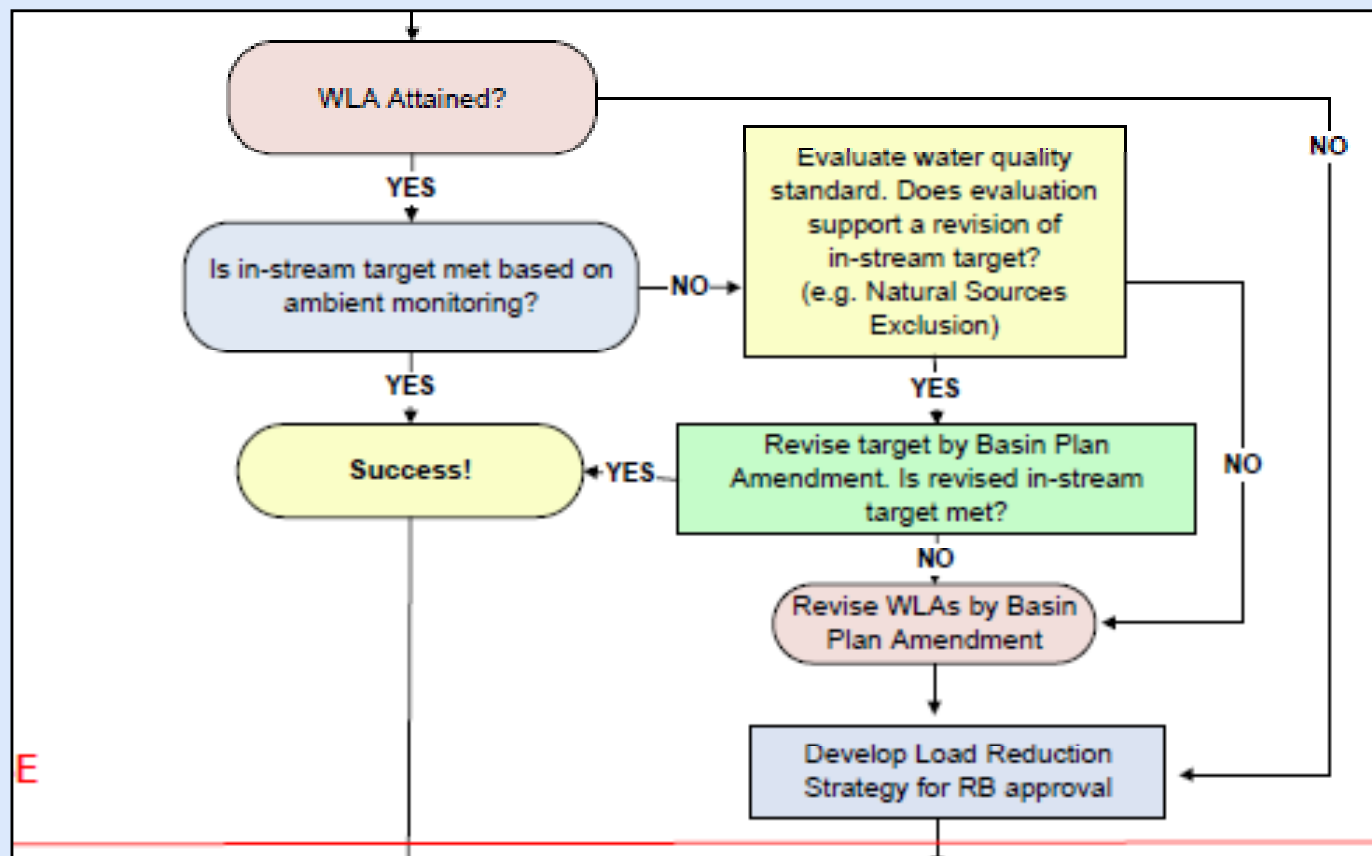 WLA Attained?
NO
YES
Evaluate water quality
standard. Does evaluation
support a revision of
in-stream target?
(e.g. Natural Sources
Exclusion)
Is in-stream target met based on
ambient monitoring?
NO
YES
YES
NO
Success!
YES
Revise target by Basin Plan
Amendment. Is revised in-stream
target met?
NO
Revise WLAs by Basin
Plan Amendment
Develop Load Reduction
Strategy for RB approval
E